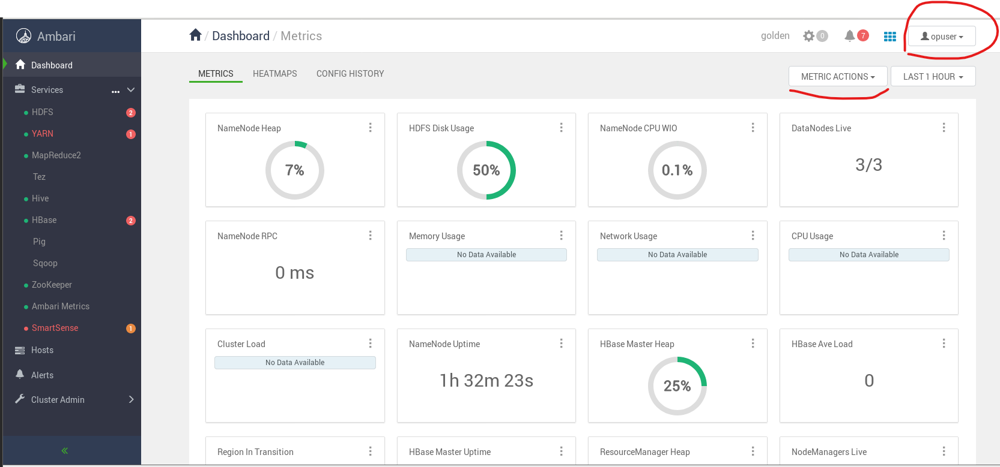 Ambari
/ Dashboard / Metrics
golden
0
7
opuser
Dashboard
Services
HDFS 2
YARN 1
MapReduce2
Tez
Hive
HBase 2
Pig
Sqoop
ZooKeeper
Ambari Metrics
SmartSense 1
Hosts
Alerts
Cluster Admin
METRICS
HEATMAPS
CONFIG HISTORY
METRIC ACTIONS
LAST 1 HOUR
NameNode Heap
7%
HDFS Disk Usage
50%
NameNode CPU WIO
0.1%
DataNodes Live
3/3
NameNode RPC
0 ms
Memory Usage
No Data Available
Network Usage
No Data Available
CPU Usage
No Data Available
Cluster Load
No Data Available
NameNode Uptime
1h 32m 23s
HBase Master Heap
25%
HBase Ave Load
0
Region In Transition
HBase Master Uptime
ResourceManager Heap
NodeManagers Live